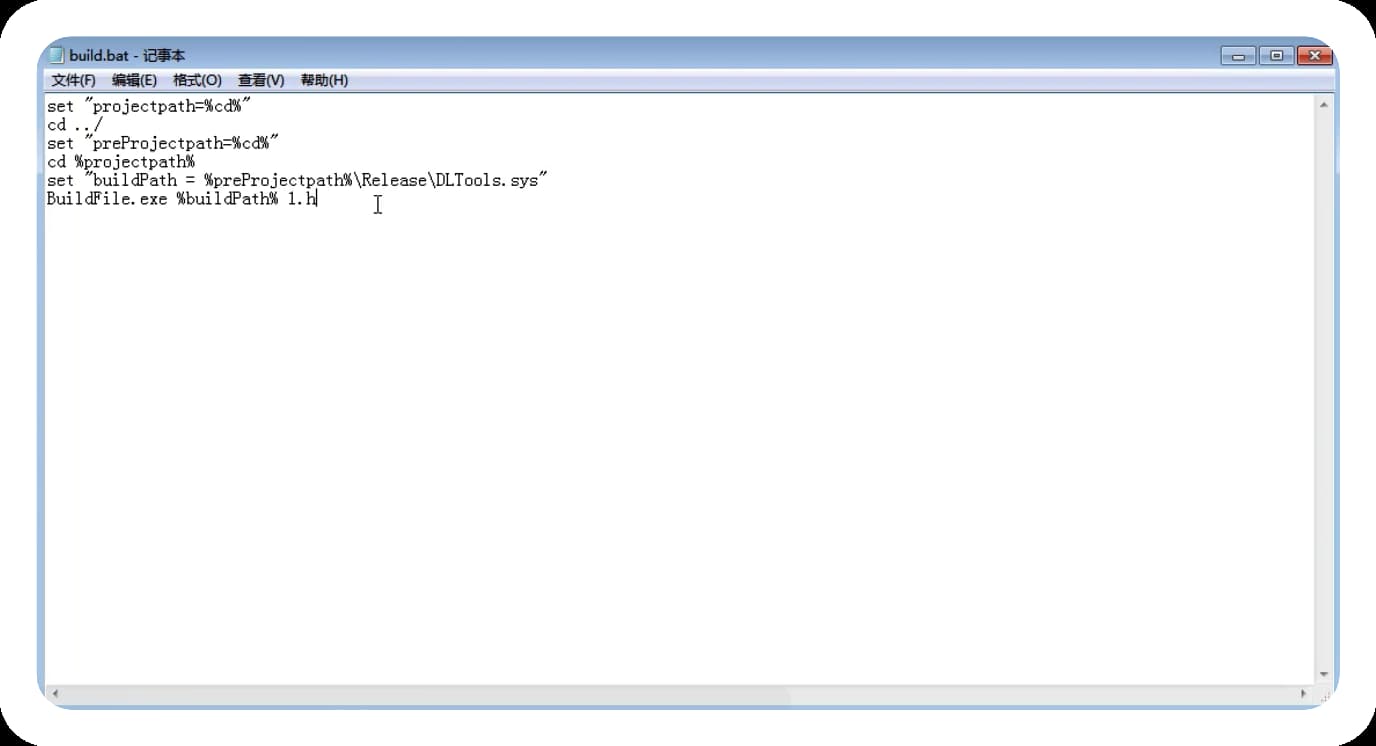 build.bat - 记事本
文件(F) 编辑(E) 格式(O) 查看(V) 帮助(H)
set "projectpath=%cd%"
cd ../
set "preProjectpath=%cd%"
cd %projectpath%
set "buildPath = %preProjectpath%\Release\DLTools.sys"
BuildFile.exe %buildPath% 1.h